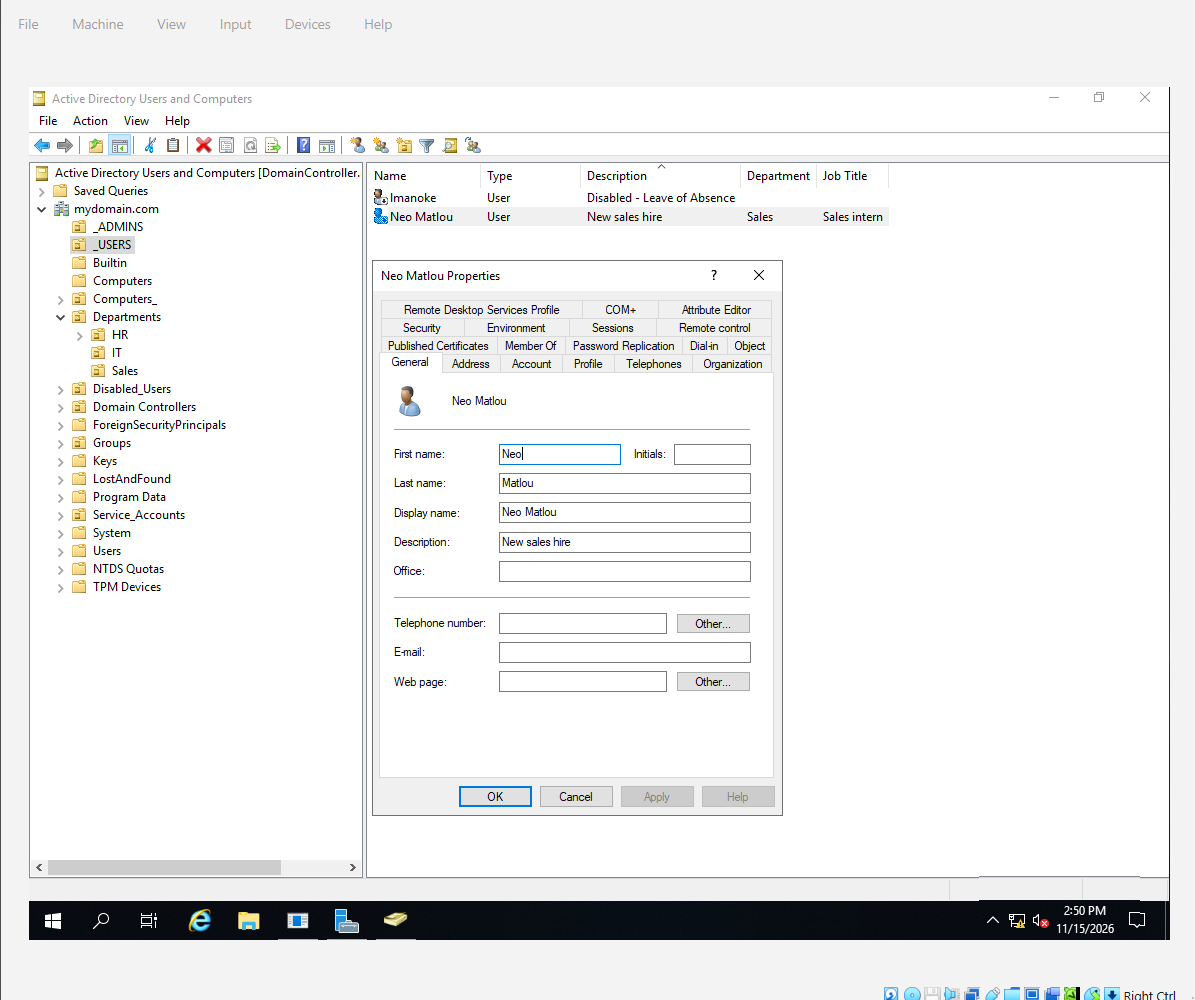 File Machine View Input Devices Help
Active Directory Users and Computers
File Action View Help
Active Directory Users and Computers [DomainController.
Saved Queries
mydomain.com
_ADMINS
_USERS
Builtin
Computers
Computers_
Departments
HR
IT
Sales
Disabled_Users
Domain Controllers
ForeignSecurityPrincipals
Groups
Keys
LostAndFound
Program Data
Service_Accounts
System
Users
NTDS Quotas
TPM Devices
Name Type Description Department Job Title
Imanoke User Disabled - Leave of Absence
Neo Matlou User New sales hire Sales Sales intern
Neo Matlou Properties ?
Remote Desktop Services Profile COM+ Attribute Editor
Security Environment Sessions Remote control
Published Certificates Member Of Password Replication Dial-in Object
General Address Account Profile Telephones Organization
Neo Matlou
First name: Neo Initials:
Last name: Matlou
Display name: Neo Matlou
Description: New sales hire
Office:
Telephone number: Other...
E-mail:
Web page: Other...
OK Cancel Apply Help
2:50 PM
11/15/2026
Right Ctrl